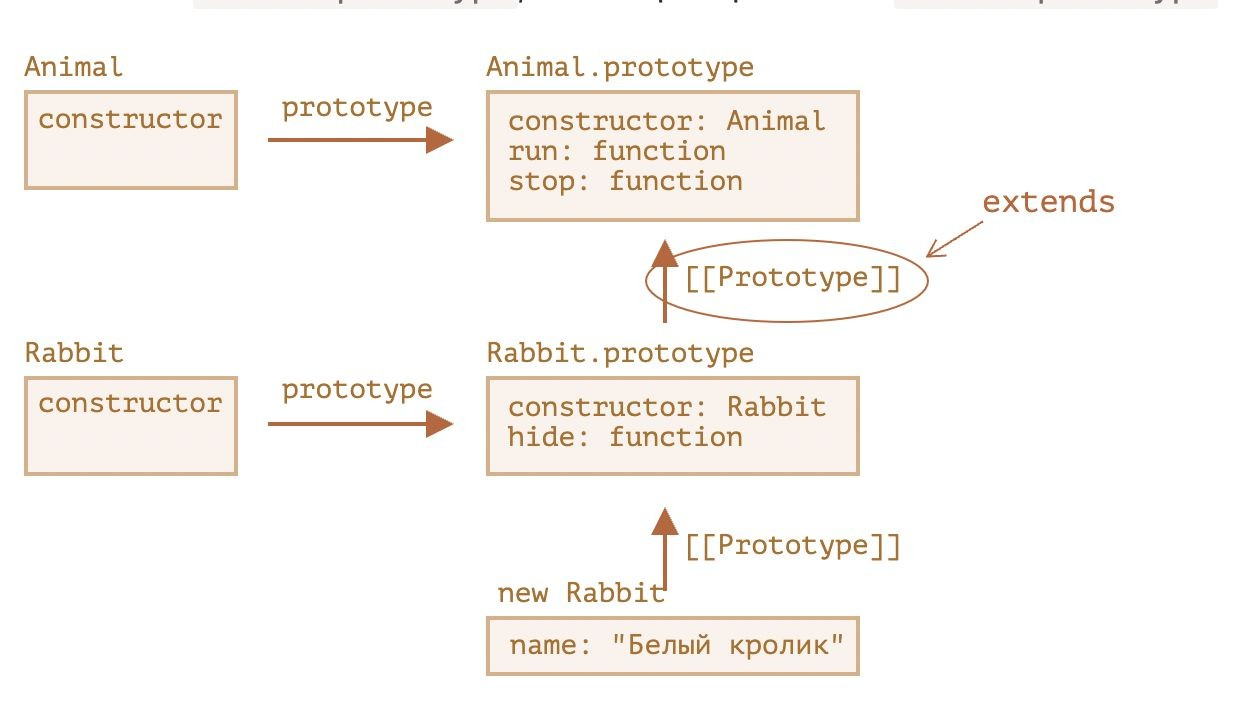 Animal
Animal.prototype
constructor
prototype
constructor: Animal
run: function
stop: function
extends
[[Prototype]]
Rabbit
Rabbit.prototype
constructor
prototype
constructor: Rabbit
hide: function
[[Prototype]]
new Rabbit
name: "Белый кролик"